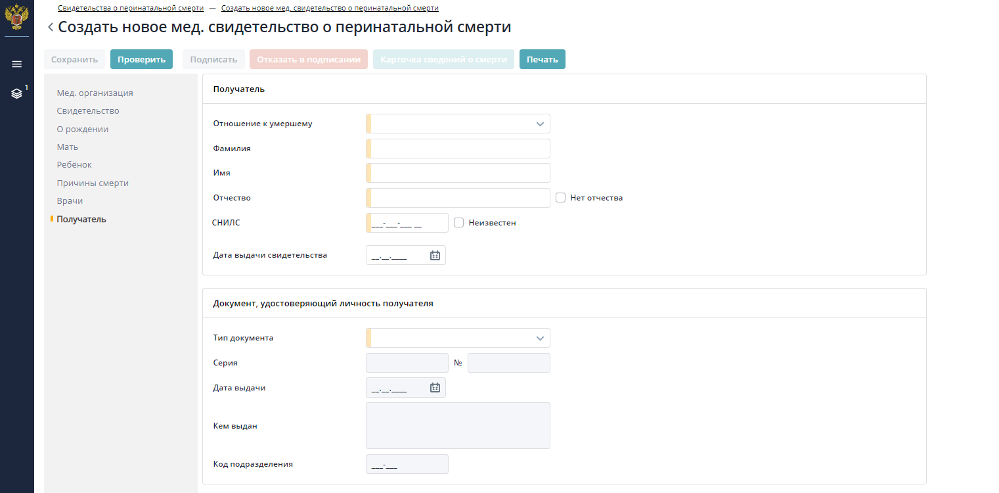 Свидетельства о перинатальной смерти — Создать новое мед. свидетельство о перинатальной смерти
Создать новое мед. свидетельство о перинатальной смерти
Сохранить Проверить Подписать Отказать в подписании Карточка сведений о смерти Печать
1
Мед. организация
Свидетельство
О рождении
Мать
Ребёнок
Причины смерти
Врачи
Получатель
Получатель
Отношение к умершему
Фамилия
Имя
Отчество Нет отчества
СНИЛС ___-___-___ __ Неизвестен
Дата выдачи свидетельства __.__.____
Документ, удостоверяющий личность получателя
Тип документа
Серия №
Дата выдачи __.__.____
Кем выдан
Код подразделения ___-___